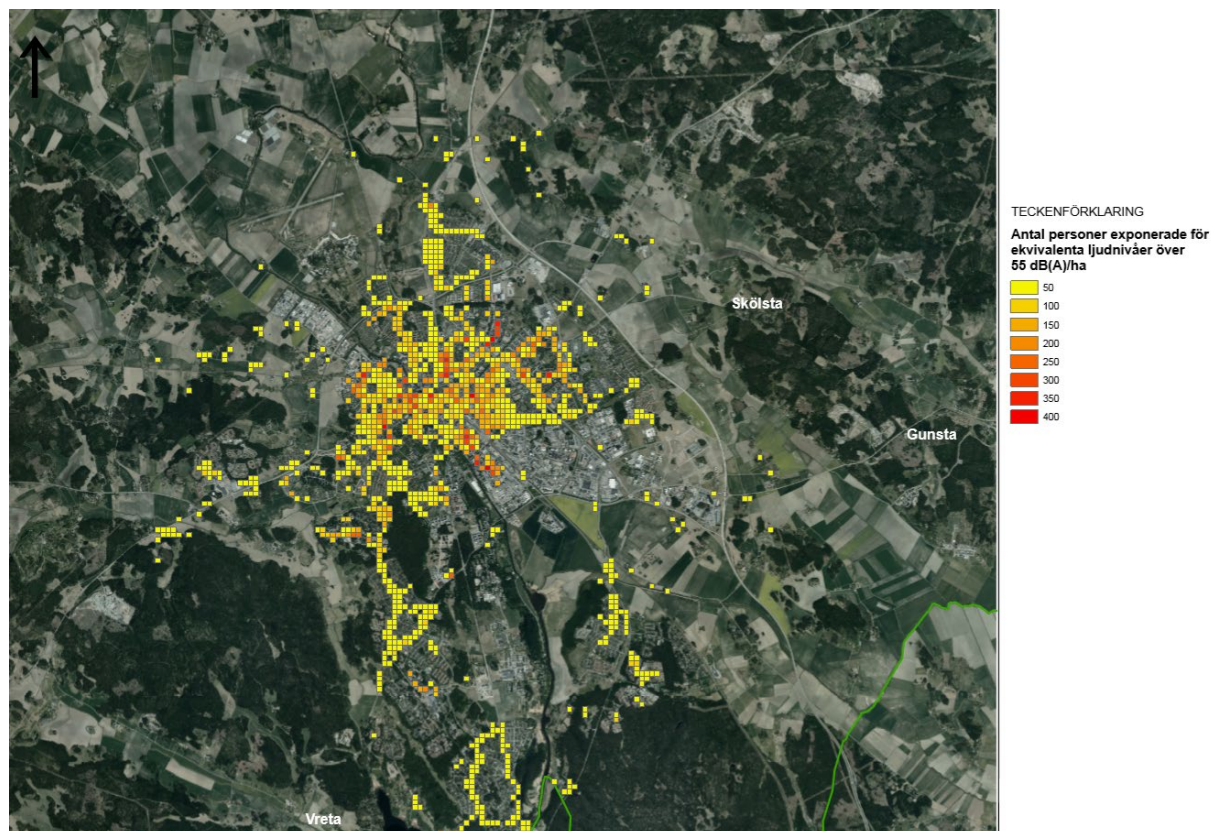 TECKENFÖRKLARING
Antal personer exponerade för
ekvivalenta ljudnivåer över
55 dB(A)/ha
50
100
150
200
250
300
350
400
Skölsta
Gunsta
Vreta